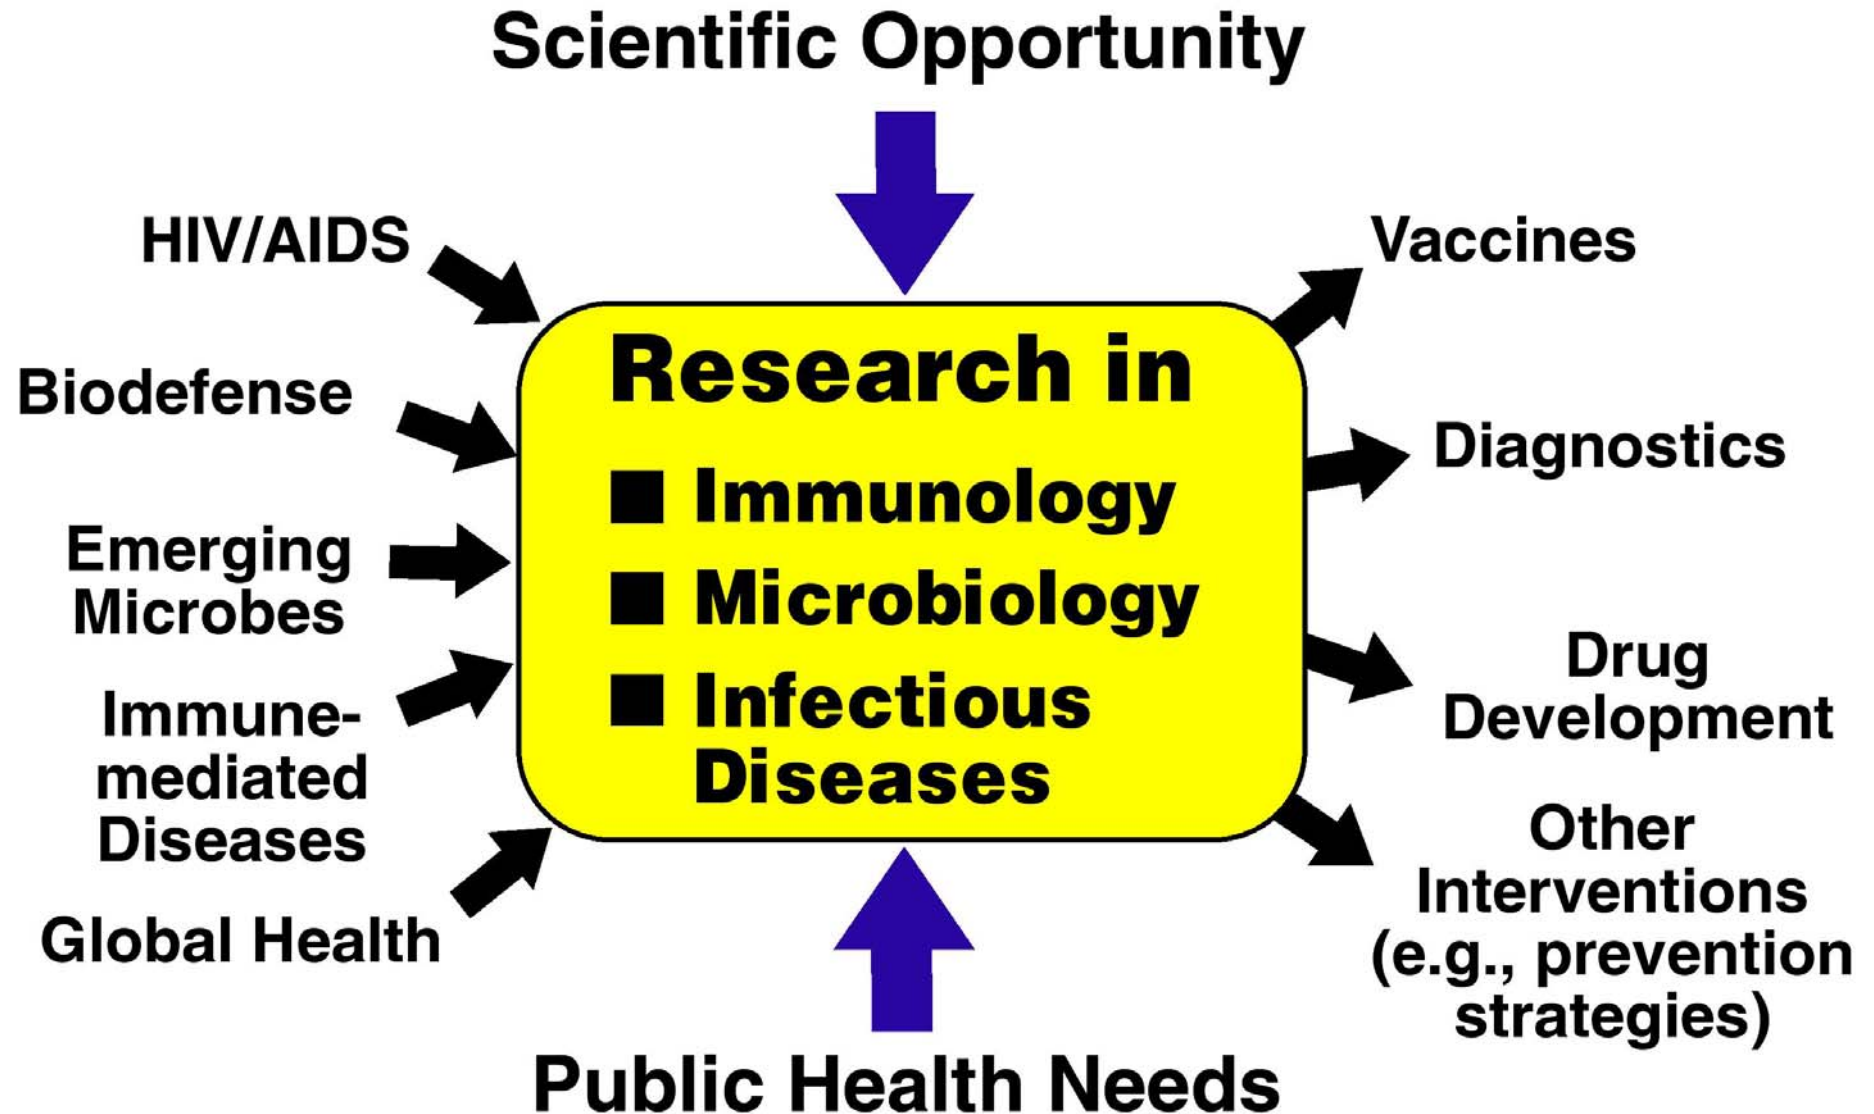 Scientific Opportunity
HIV/AIDS
Biodefense
Emerging
Microbes
Immune-
mediated
Diseases
Global Health
Research in
■ Immunology
■ Microbiology
■ Infectious
Diseases
Vaccines
Diagnostics
Drug
Development
Other
Interventions
(e.g., prevention
strategies)
Public Health Needs